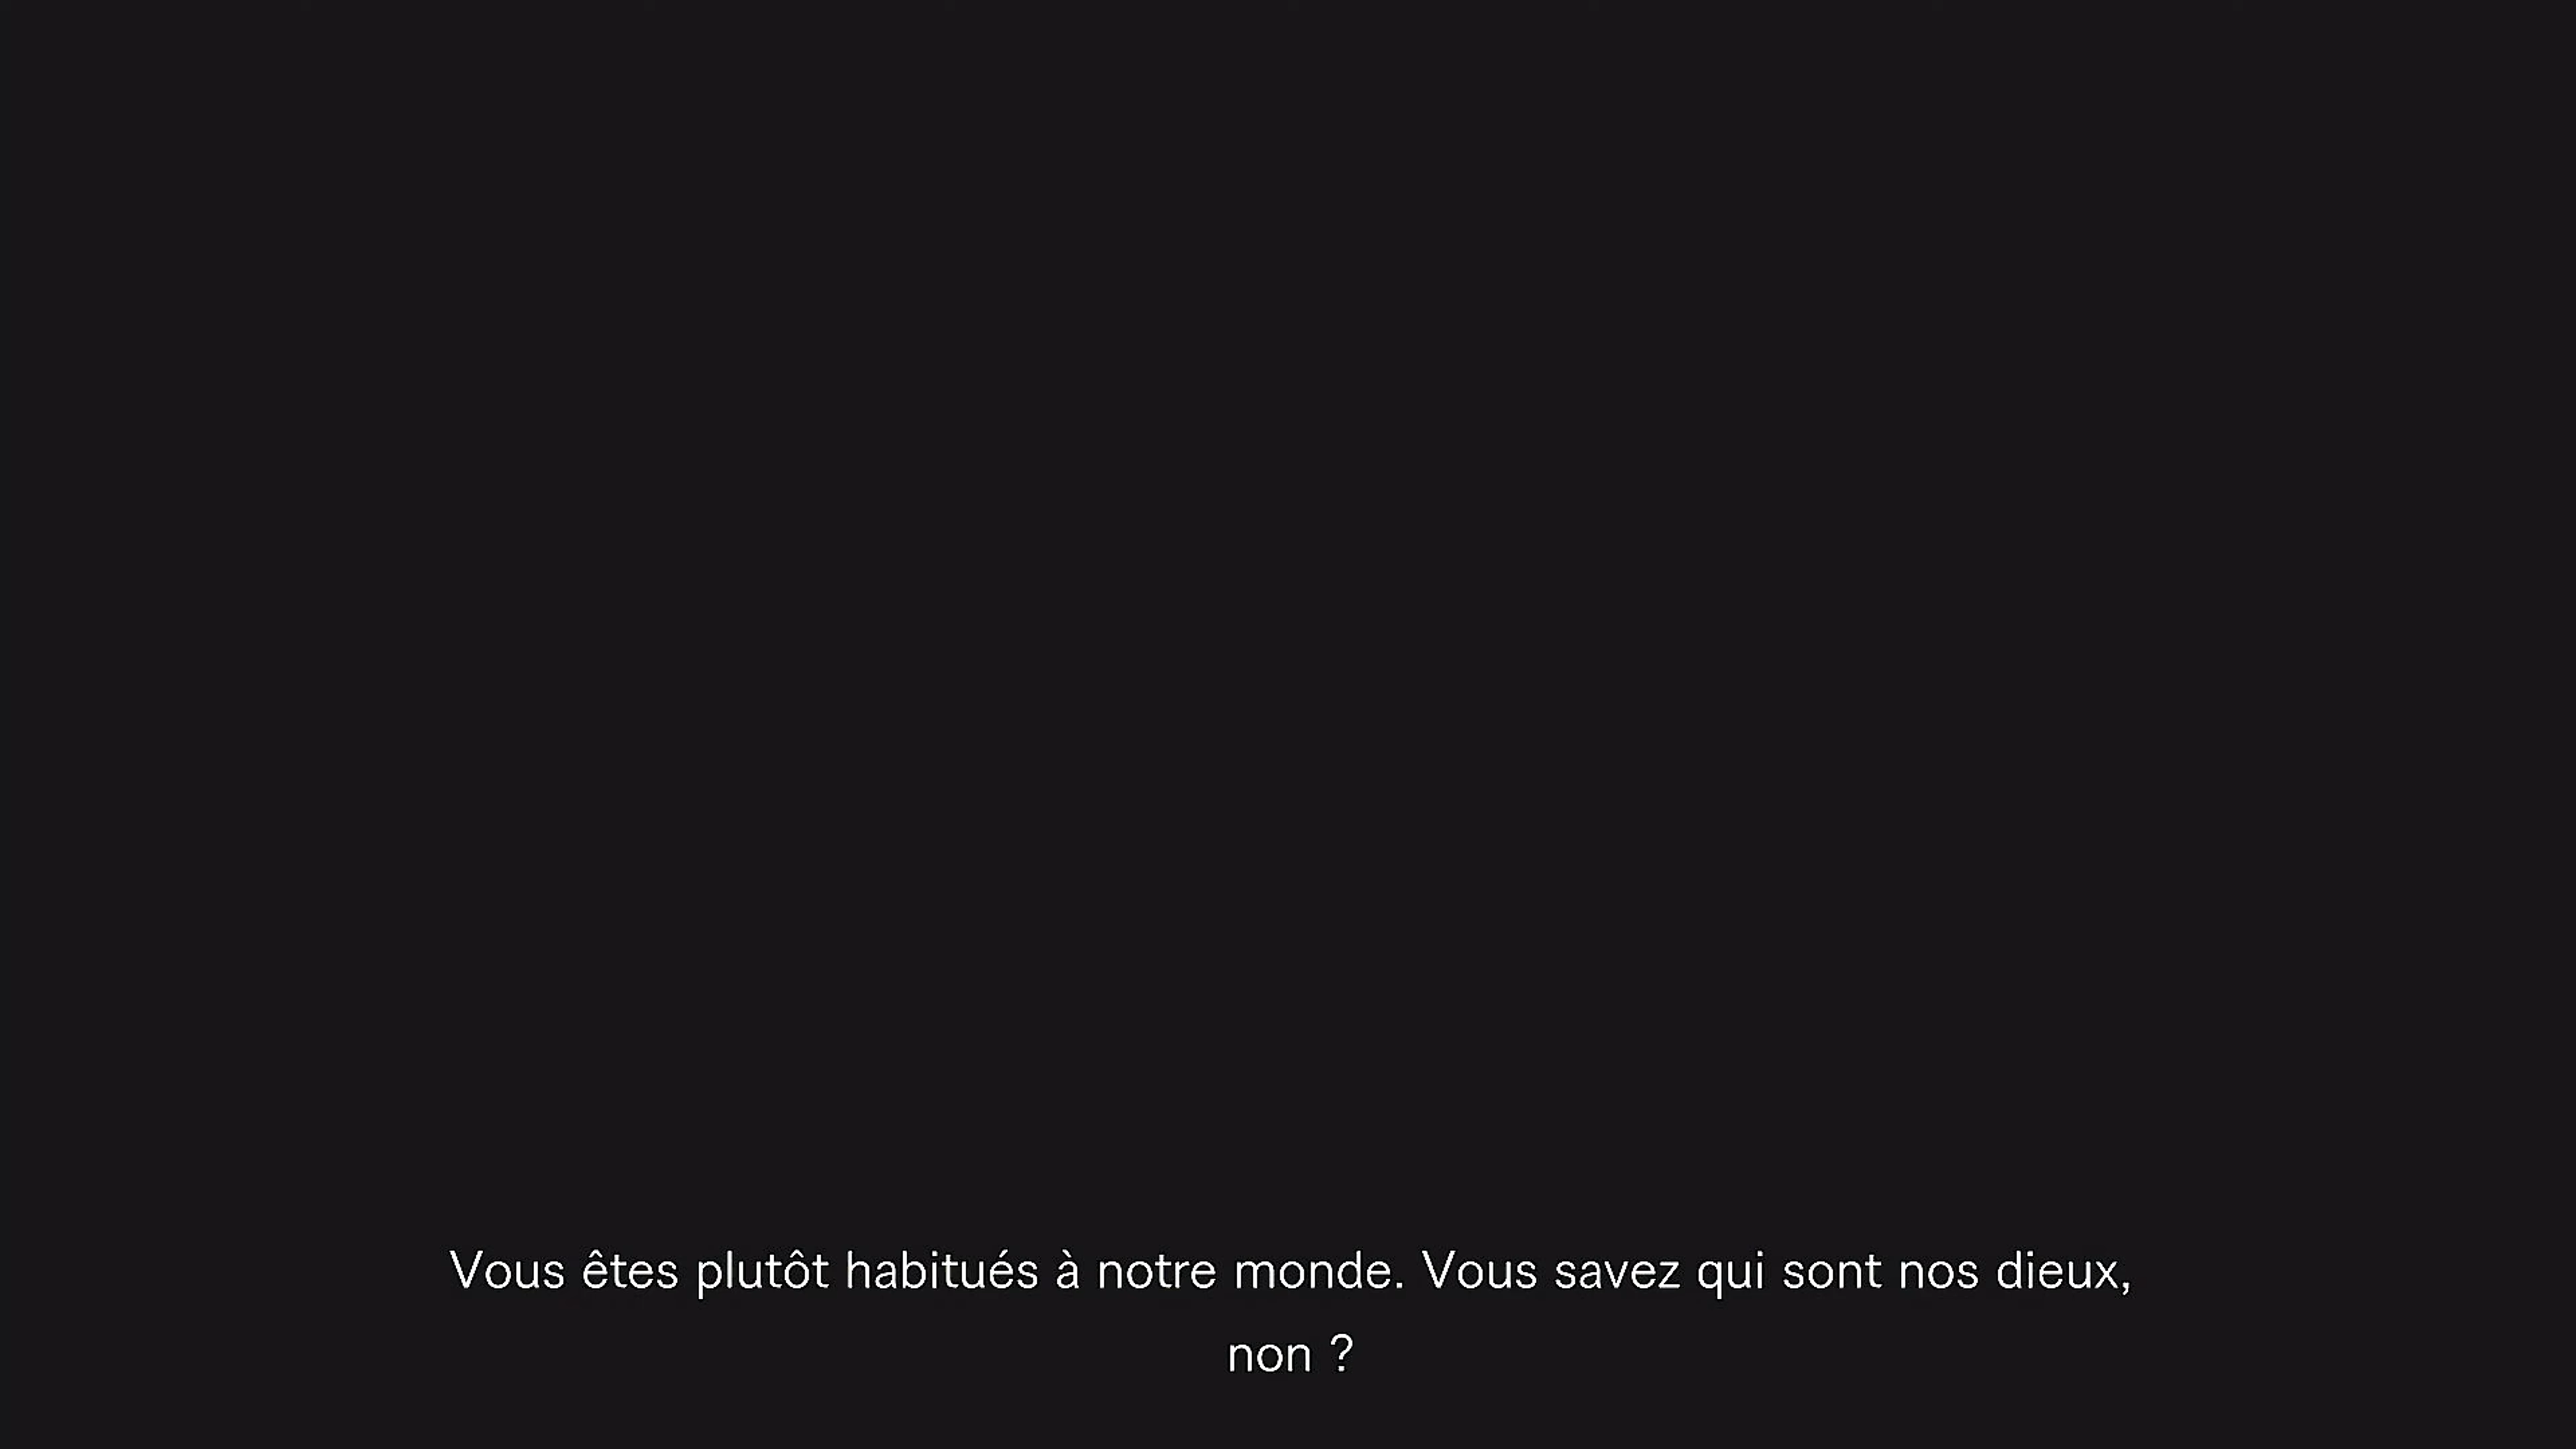 Vous êtes plutôt habitués à notre monde. Vous savez qui sont nos dieux,
non ?